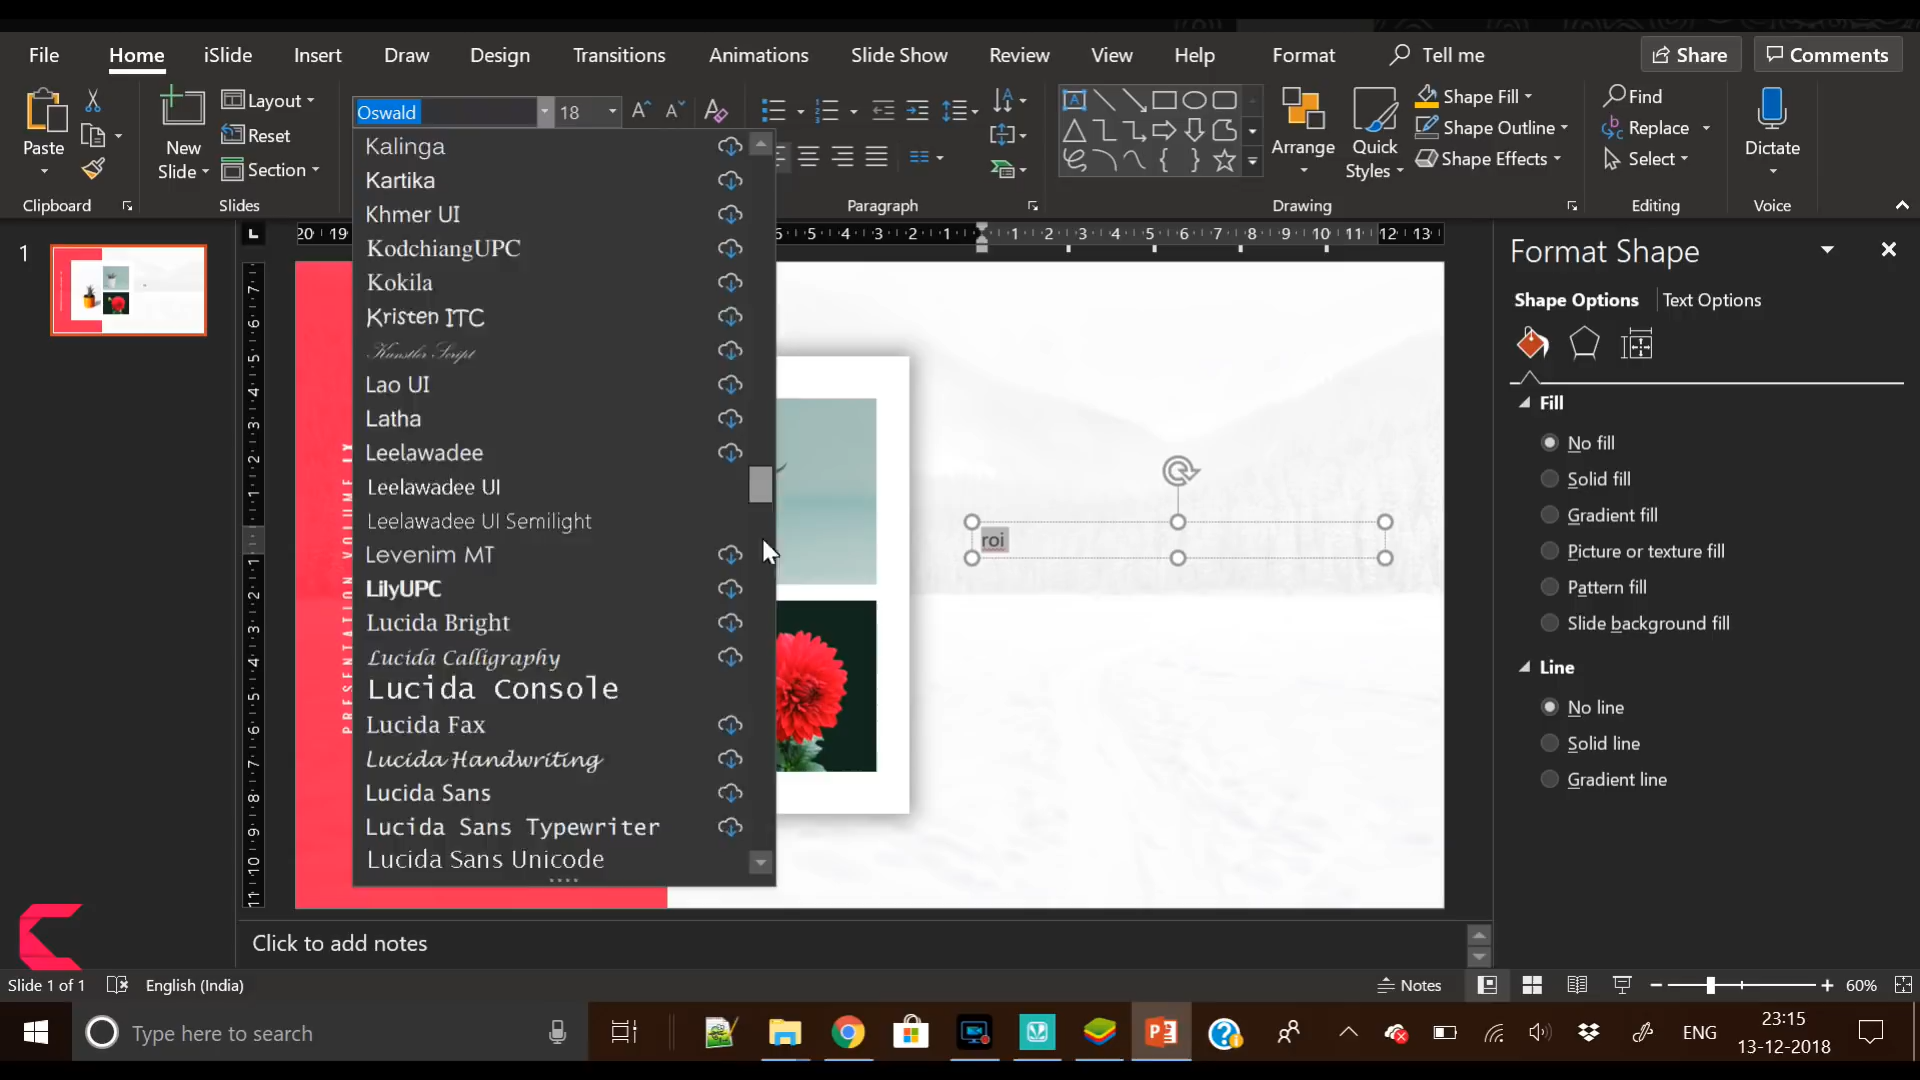 File Home iSlide Insert Draw Design Transitions Animations Slide Show Review View Help Format Tell me Share Comments
Paste
Clipboard
New Slide
Layout
Reset
Section
Slides
Oswald 18
Paragraph
Arrange
Quick Styles
Shape Fill
Shape Outline
Shape Effects
Drawing
Find
Replace
Select
Editing
Dictate
Voice
Kalinga
Kartika
Khmer UI
KodchiangUPC
Kokila
Kristen ITC
Kunstler Script
Lao UI
Latha
Leelawadee
Leelawadee UI
Leelawadee UI Semilight
Levenim MT
LilyUPC
Lucida Bright
Lucida Calligraphy
Lucida Console
Lucida Fax
Lucida Handwriting
Lucida Sans
Lucida Sans Typewriter
Lucida Sans Unicode
1
PRESENTATION VOLUME
roi
Format Shape
Shape Options Text Options
Fill
No fill
Solid fill
Gradient fill
Picture or texture fill
Pattern fill
Slide background fill
Line
No line
Solid line
Gradient line
Click to add notes
Slide 1 of 1 English (India) Notes 60%
Type here to search
ENG
23:15
13-12-2018